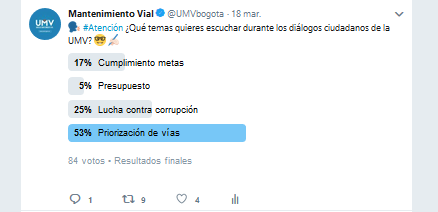 UMV
Mantenimiento Vial @UMVbogota · 18 mar.
#Atención ¿Qué temas quieres escuchar durante los diálogos ciudadanos de la
UMV?
17% Cumplimiento metas
5% Presupuesto
25% Lucha contra corrupción
53% Priorización de vías
84 votos • Resultados finales
1 9 4